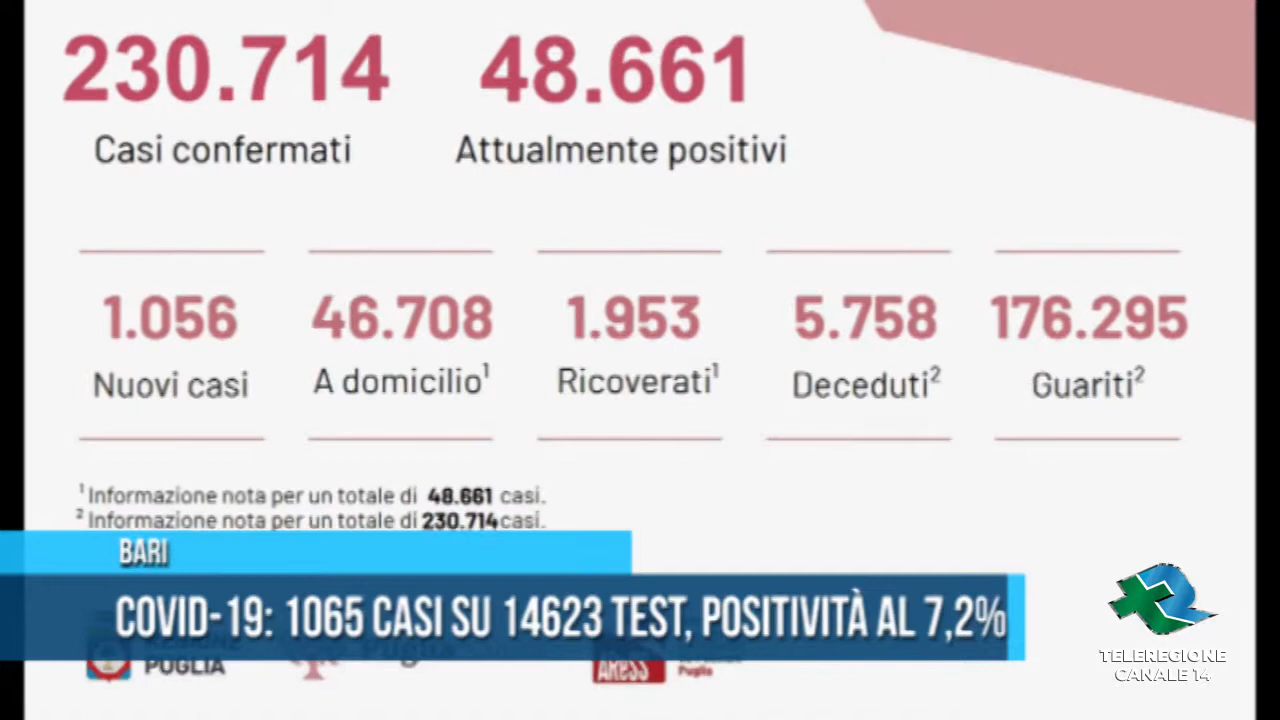 230.714 48.661
Casi confermati Attualmente positivi
1.056 46.708 1.953 5.758 176.295
Nuovi casi A domicilio¹ Ricoverati¹ Deceduti² Guariti²
¹ Informazione nota per un totale di 48.661 casi.
² Informazione nota per un totale di 230.714 casi.
BARI
COVID-19: 1065 CASI SU 14623 TEST, POSITIVITÀ AL 7,2%
PUGLIA
Puglia
ARESS
Puglia
TELEREGIONE
CANALE 14